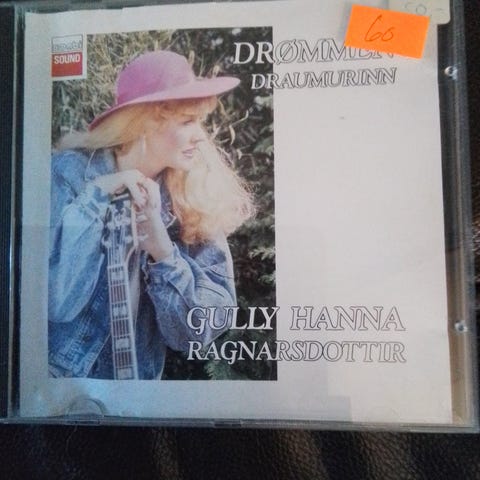 SOUND
DRØMMEN
DRAUMURINN
60
GULLY HANNA
RAGNARSDOTTIR